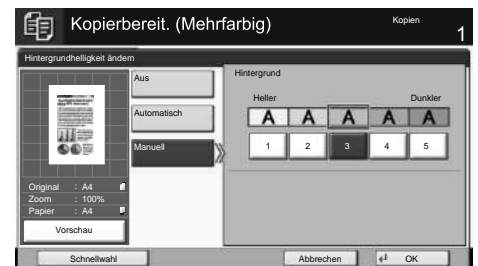 Kopierbereit. (Mehrfarbig)
Kopien
1
Hintergrundhelligkeit ändern
Aus
Automatisch
Manuell
Original : A4
Zoom : 100%
Papier : A4
Vorschau
Hintergrund
Heller Dunkler
A A A A A
1 2 3 4 5
Schnellwahl Abbrechen OK